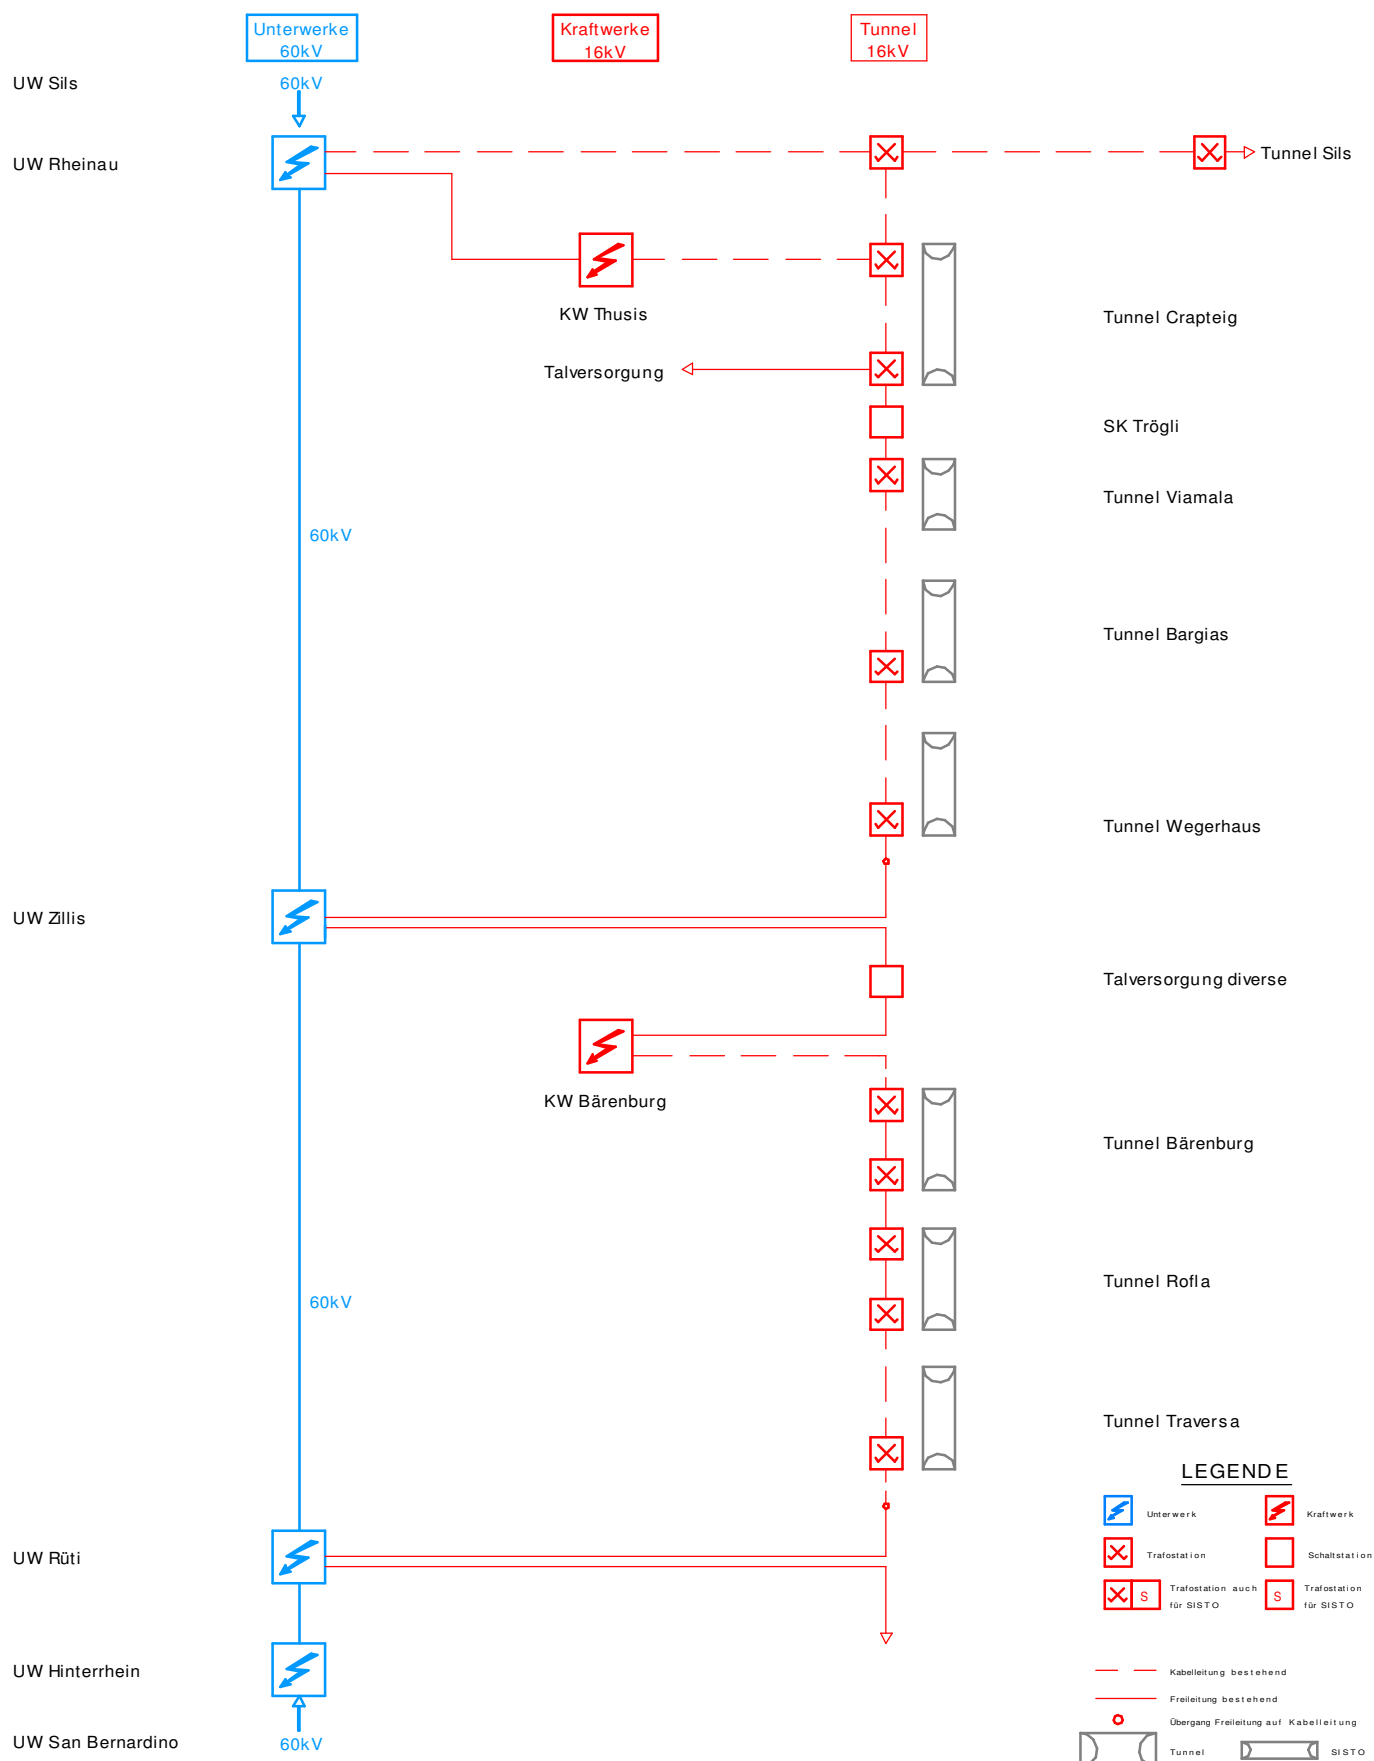 Unterwerke
60kV
Kraftwerke
16kV
Tunnel
16kV
UW Sils
60kV
UW Rheinau
Tunnel Sils
KW Thusis
Tunnel Crapteig
Talversorgung
SK Trögli
Tunnel Viamala
60kV
Tunnel Bargias
Tunnel Wegerhaus
UW Zillis
Talversorgung diverse
KW Bärenburg
Tunnel Bärenburg
Tunnel Rofla
60kV
Tunnel Traversa
LEGENDE
Unterwerk
Kraftwerk
Trafostation
Schaltstation
S
Trafostation auch
für SISTO
S
Trafostation
für SISTO
UW Rüti
UW Hinterrhein
Kabelleitung bestehend
Freileitung bestehend
Übergang Freileitung auf Kabelleitung
Tunnel
SISTO
UW San Bernardino
60kV